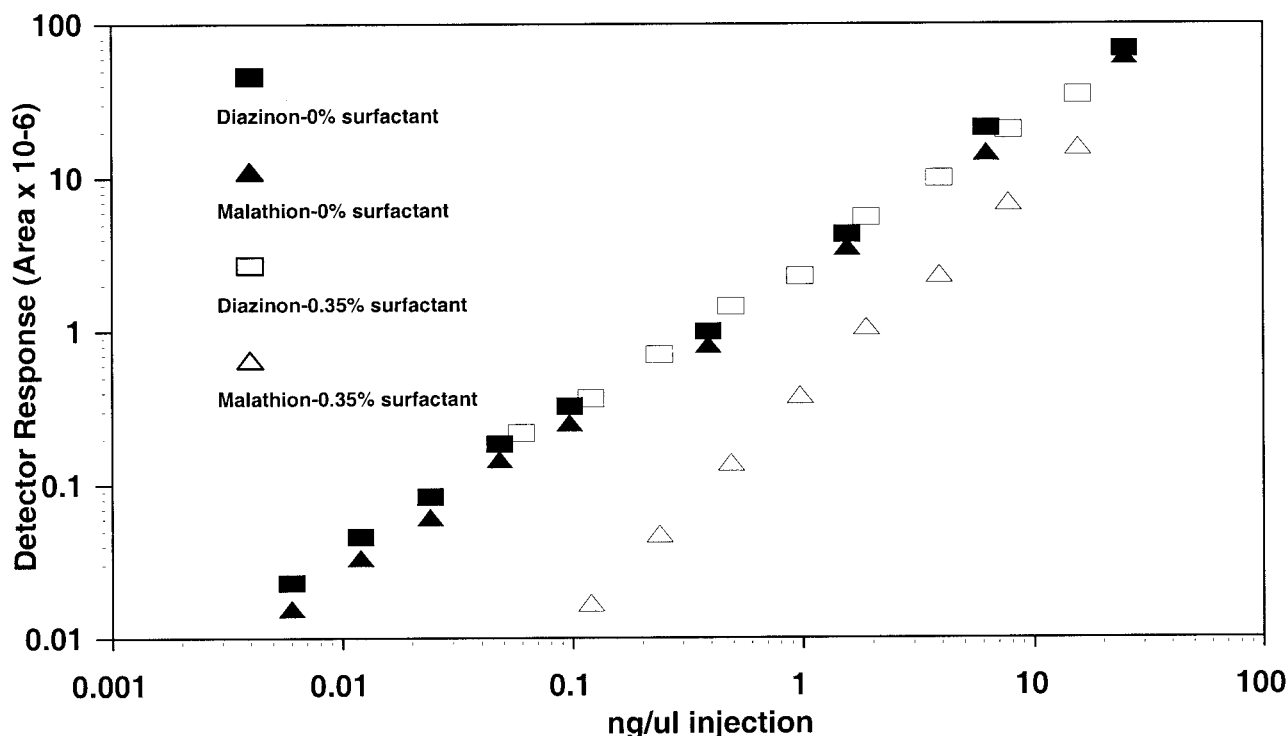 100
10
1
0.1
0.01
Detector Response (Area x 10-6)
Diazinon-0% surfactant
Malathion-0% surfactant
Diazinon-0.35% surfactant
Malathion-0.35% surfactant
0.001 0.01 0.1 1 10 100
ng/ul injection